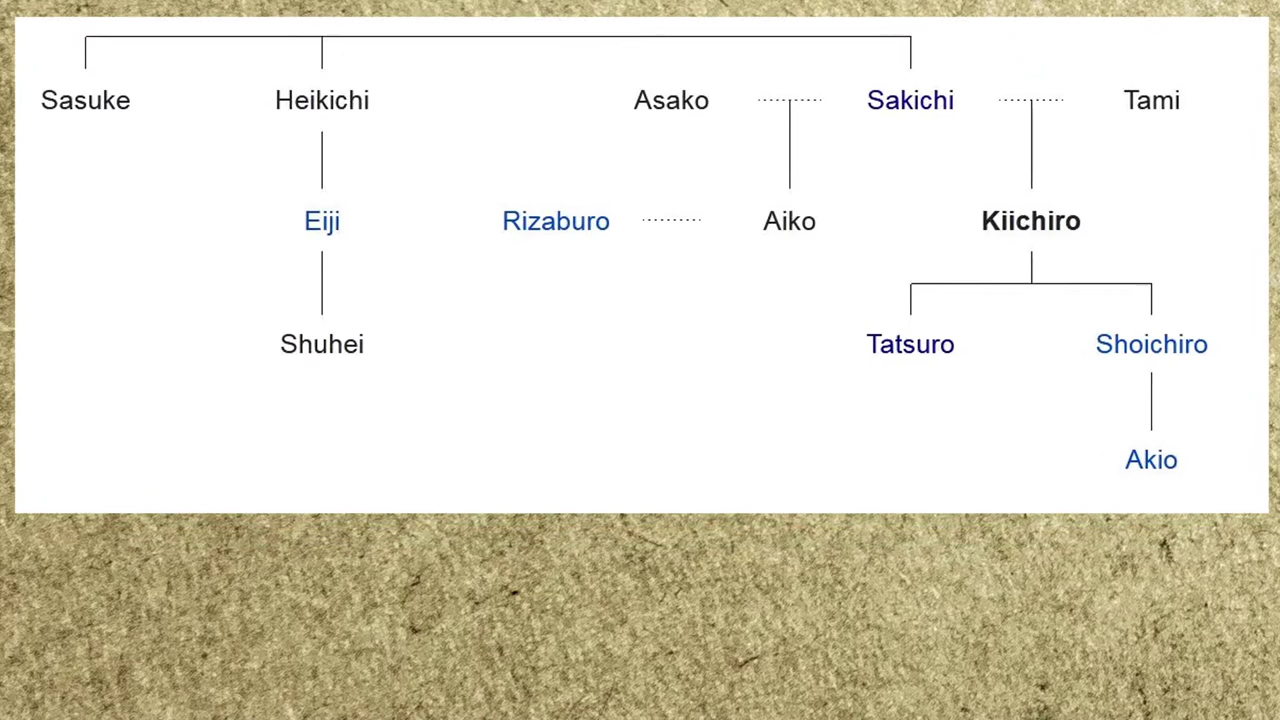 Sasuke Heikichi Asako Sakichi Tami
Eiji Rizaburo Aiko Kiichiro
Shuhei Tatsuro Shoichiro
Akio